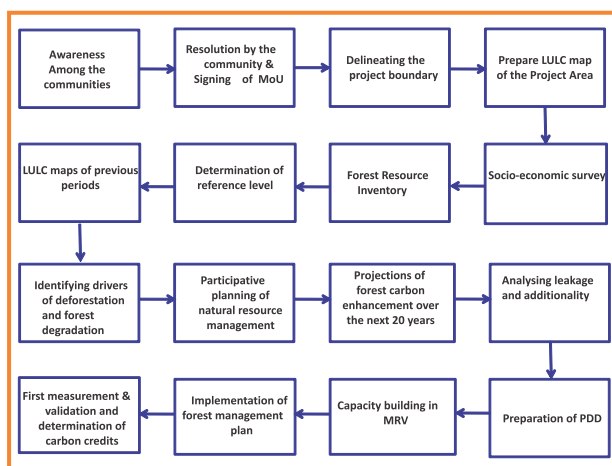 Awareness
Among the
communities
Resolution by the
community &
Signing of MoU
Delineating the
project boundary
Prepare LULC map
of the Project Area
LULC maps of previous
periods
Determination of
reference level
Forest Resource
Inventory
Socio-economic survey
Identifying drivers
of deforestation
and forest
degradation
Participative
planning of
natural resource
management
Projections of
forest carbon
enhancement over
the next 20 years
Analysing leakage
and additionality
First measurement &
validation and
determination of
carbon credits
Implementation of
forest management
plan
Capacity building in
MRV
Preparation of PDD